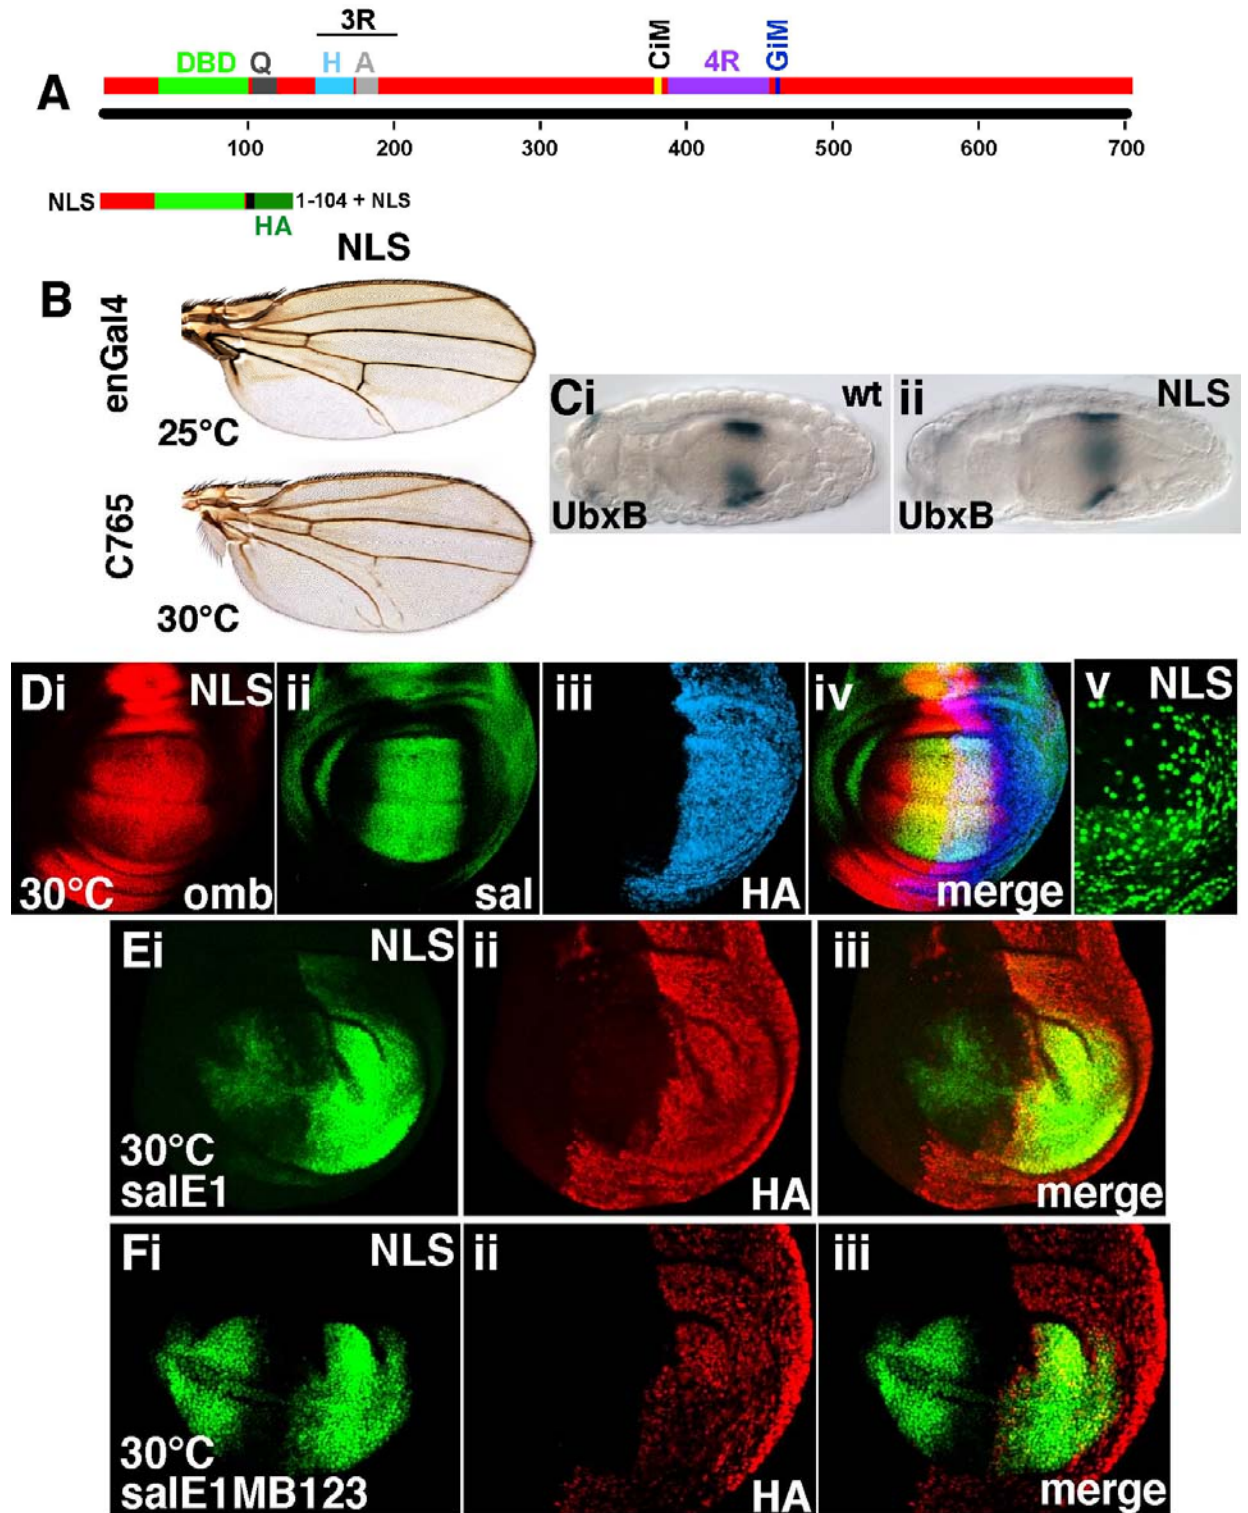 3R
DBD Q H A CiM 4R GiM
A
100 200 300 400 500 600 700
NLS 1-104 + NLS
HA
NLS
B
enGal4
25°C
C765
30°C
Ci wt
UbxB
ii NLS
UbxB
Di NLS
30°C omb
ii
sal
iii
HA
iv
merge
v NLS
Ei NLS
30°C
salE1
ii
HA
iii
merge
Fi NLS
30°C
salE1MB123
ii
HA
iii
merge